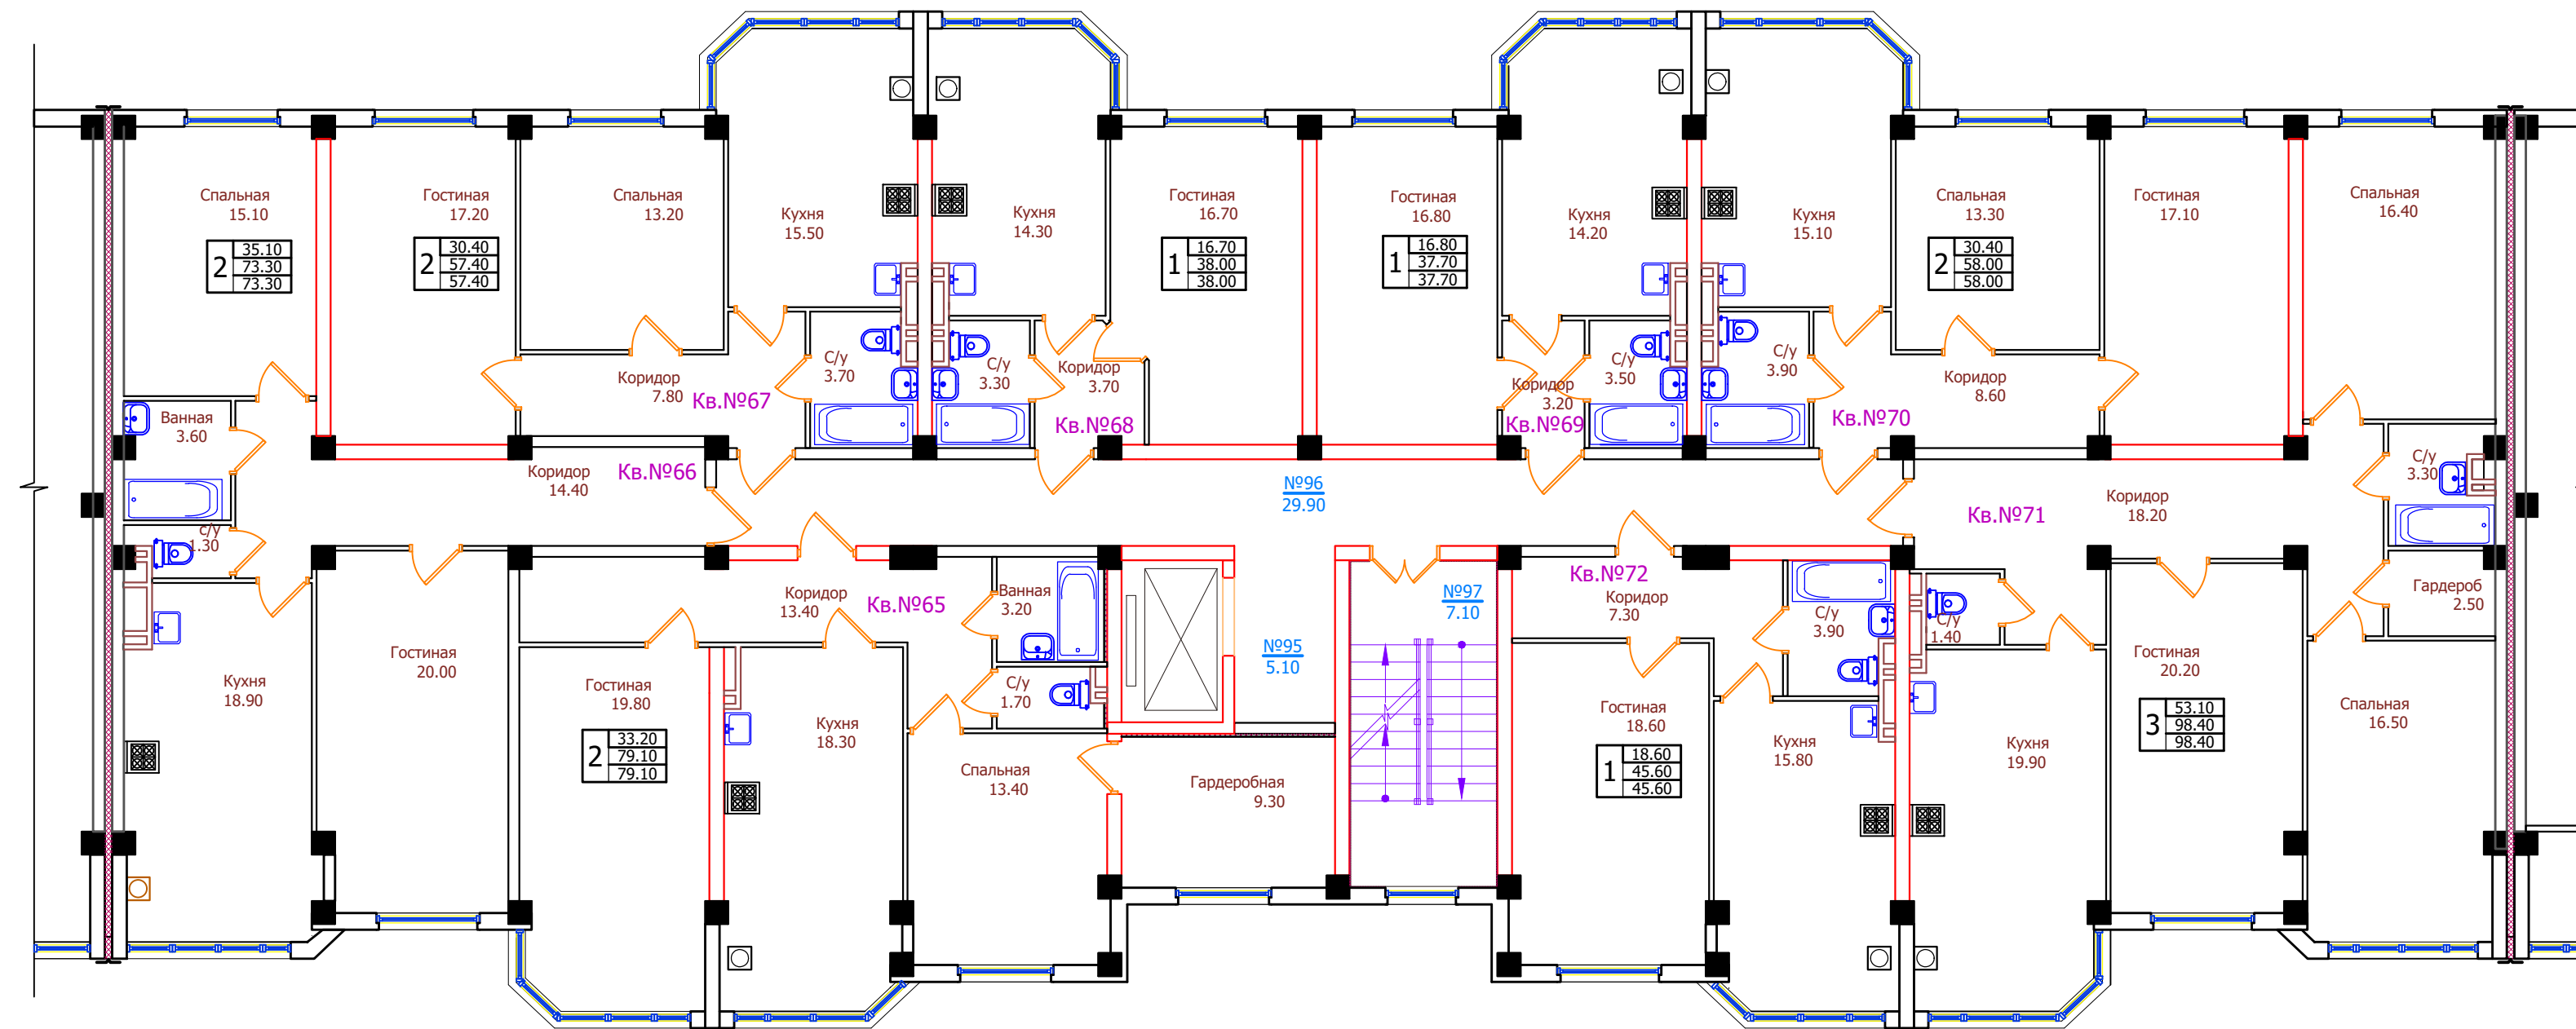 Спальная
15.10
2
35.10
73.30
73.30
Гостиная
17.20
2
30.40
57.40
57.40
Спальная
13.20
Кухня
15.50
Кухня
14.30
Гостиная
16.70
1
16.70
38.00
38.00
Гостиная
16.80
1
16.80
37.70
37.70
Кухня
14.20
Кухня
15.10
Спальная
13.30
2
30.40
58.00
58.00
Гостиная
17.10
Спальная
16.40
Ванная
3.60
Коридор
7.80
Кв.№67
С/у
3.70
С/у
3.30
Коридор
3.70
Кв.№68
Коридор
3.20
Кв.№69
С/у
3.50
С/у
3.90
Кв.№70
Коридор
8.60
С/у
3.30
Коридор
14.40
Кв.№66
№96
29.90
Кв.№71
Коридор
18.20
с/у
1.30
Гостиная
20.00
Кухня
18.90
Коридор
13.40
Кв.№65
Ванная
3.20
С/у
1.70
№95
5.10
№97
7.10
Кв.№72
Коридор
7.30
С/у
3.90
С/у
1.40
Гостиная
20.20
3
53.10
98.40
98.40
Гардероб
2.50
Спальная
16.50
Гостиная
19.80
2
33.20
79.10
79.10
Кухня
18.30
Спальная
13.40
Гардеробная
9.30
Гостиная
18.60
1
18.60
45.60
45.60
Кухня
15.80
Кухня
19.90